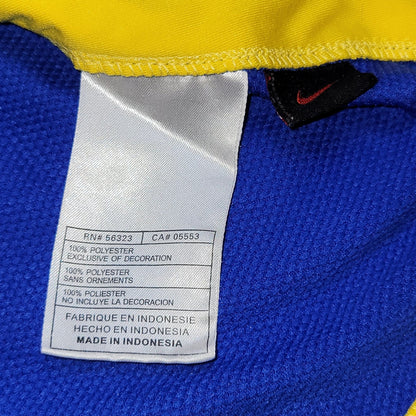 RN# 56323 CA# 05553
100% POLYESTER
EXCLUSIVE OF DECORATION
100% POLYESTER
SANS ORNEMENTS
100% POLIESTER
NO INCLUYE LA DECORACION
FABRIQUE EN INDONESIE
HECHO EN INDONESIA
MADE IN INDONESIA